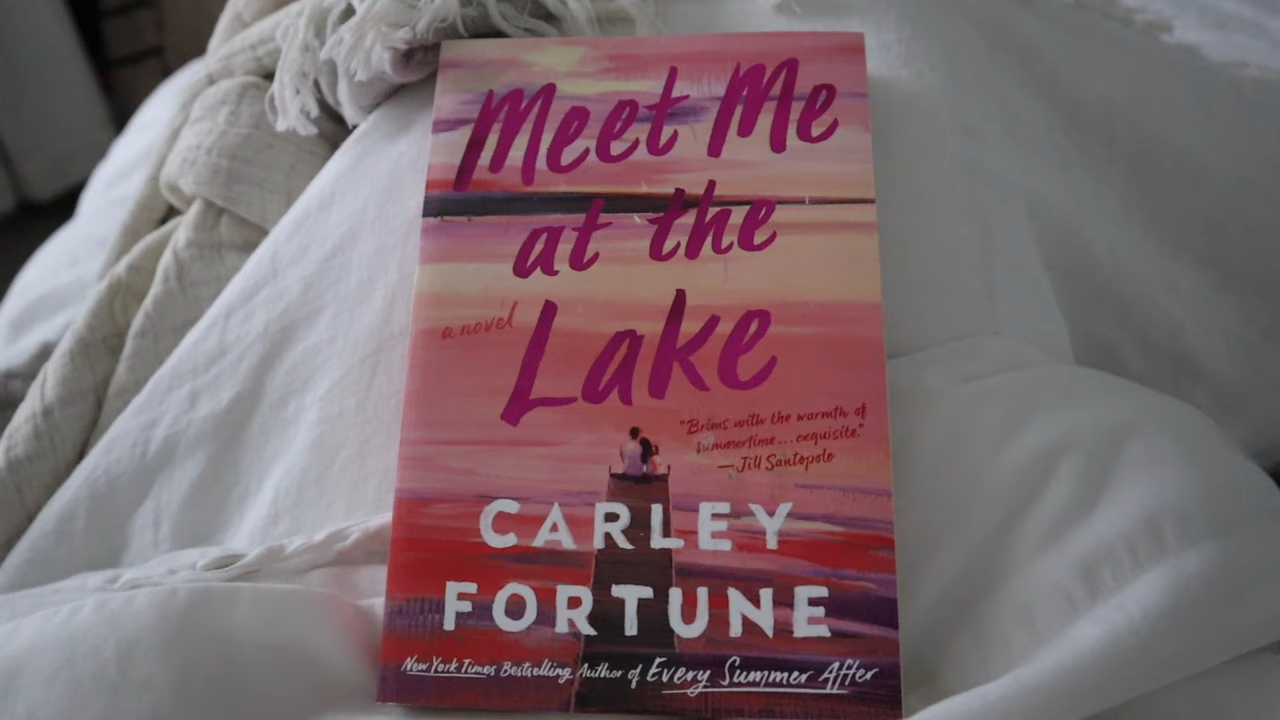 Meet Me
at the
a novel
Lake
"Brims with the warmth of
summertime...exquisite."
—Jill Santopolo
CARLEY
FORTUNE
New York Times Bestselling Author of Every Summer After